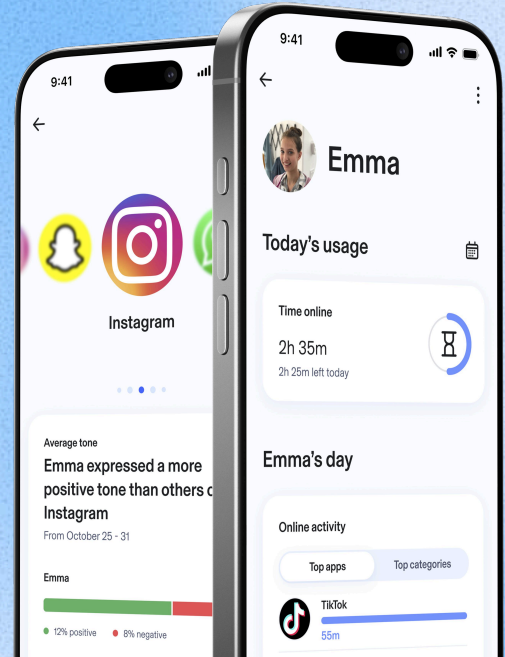 9:41
Instagram
Average tone
Emma expressed a more
positive tone than others
Instagram
From October 25 - 31
Emma
12% positive
8% negative
9:41
Emma
Today's usage
Time online
2h 35m
2h 25m left today
Emma's day
Online activity
Top apps
Top categories
TikTok
55m